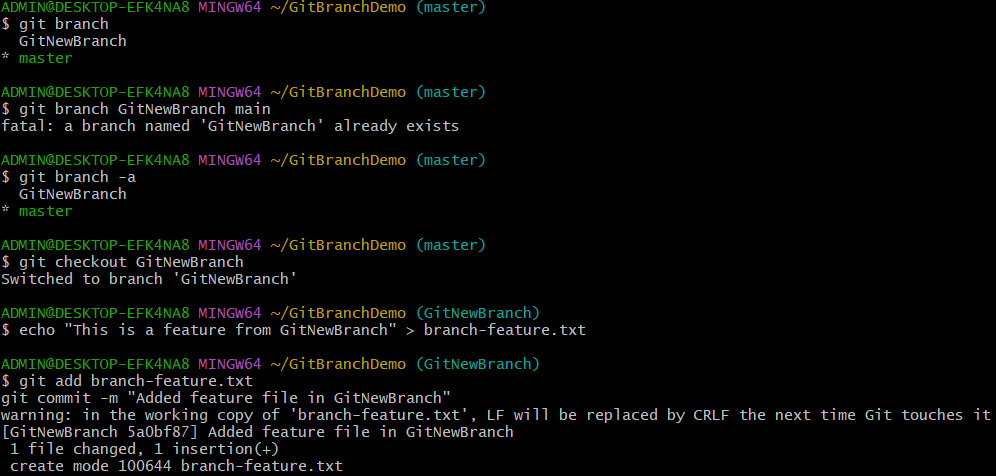 ADMIN@DESKTOP-EFK4NA8 MINGW64 ~/GitBranchDemo (master)
$ git branch
  GitNewBranch
* master

ADMIN@DESKTOP-EFK4NA8 MINGW64 ~/GitBranchDemo (master)
$ git branch GitNewBranch main
fatal: a branch named 'GitNewBranch' already exists

ADMIN@DESKTOP-EFK4NA8 MINGW64 ~/GitBranchDemo (master)
$ git branch -a
  GitNewBranch
* master

ADMIN@DESKTOP-EFK4NA8 MINGW64 ~/GitBranchDemo (master)
$ git checkout GitNewBranch
Switched to branch 'GitNewBranch'

ADMIN@DESKTOP-EFK4NA8 MINGW64 ~/GitBranchDemo (GitNewBranch)
$ echo "This is a feature from GitNewBranch" > branch-feature.txt

ADMIN@DESKTOP-EFK4NA8 MINGW64 ~/GitBranchDemo (GitNewBranch)
$ git add branch-feature.txt
git commit -m "Added feature file in GitNewBranch"
warning: in the working copy of 'branch-feature.txt', LF will be replaced by CRLF the next time Git touches it
[GitNewBranch 5a0bf87] Added feature file in GitNewBranch
 1 file changed, 1 insertion(+)
 create mode 100644 branch-feature.txt